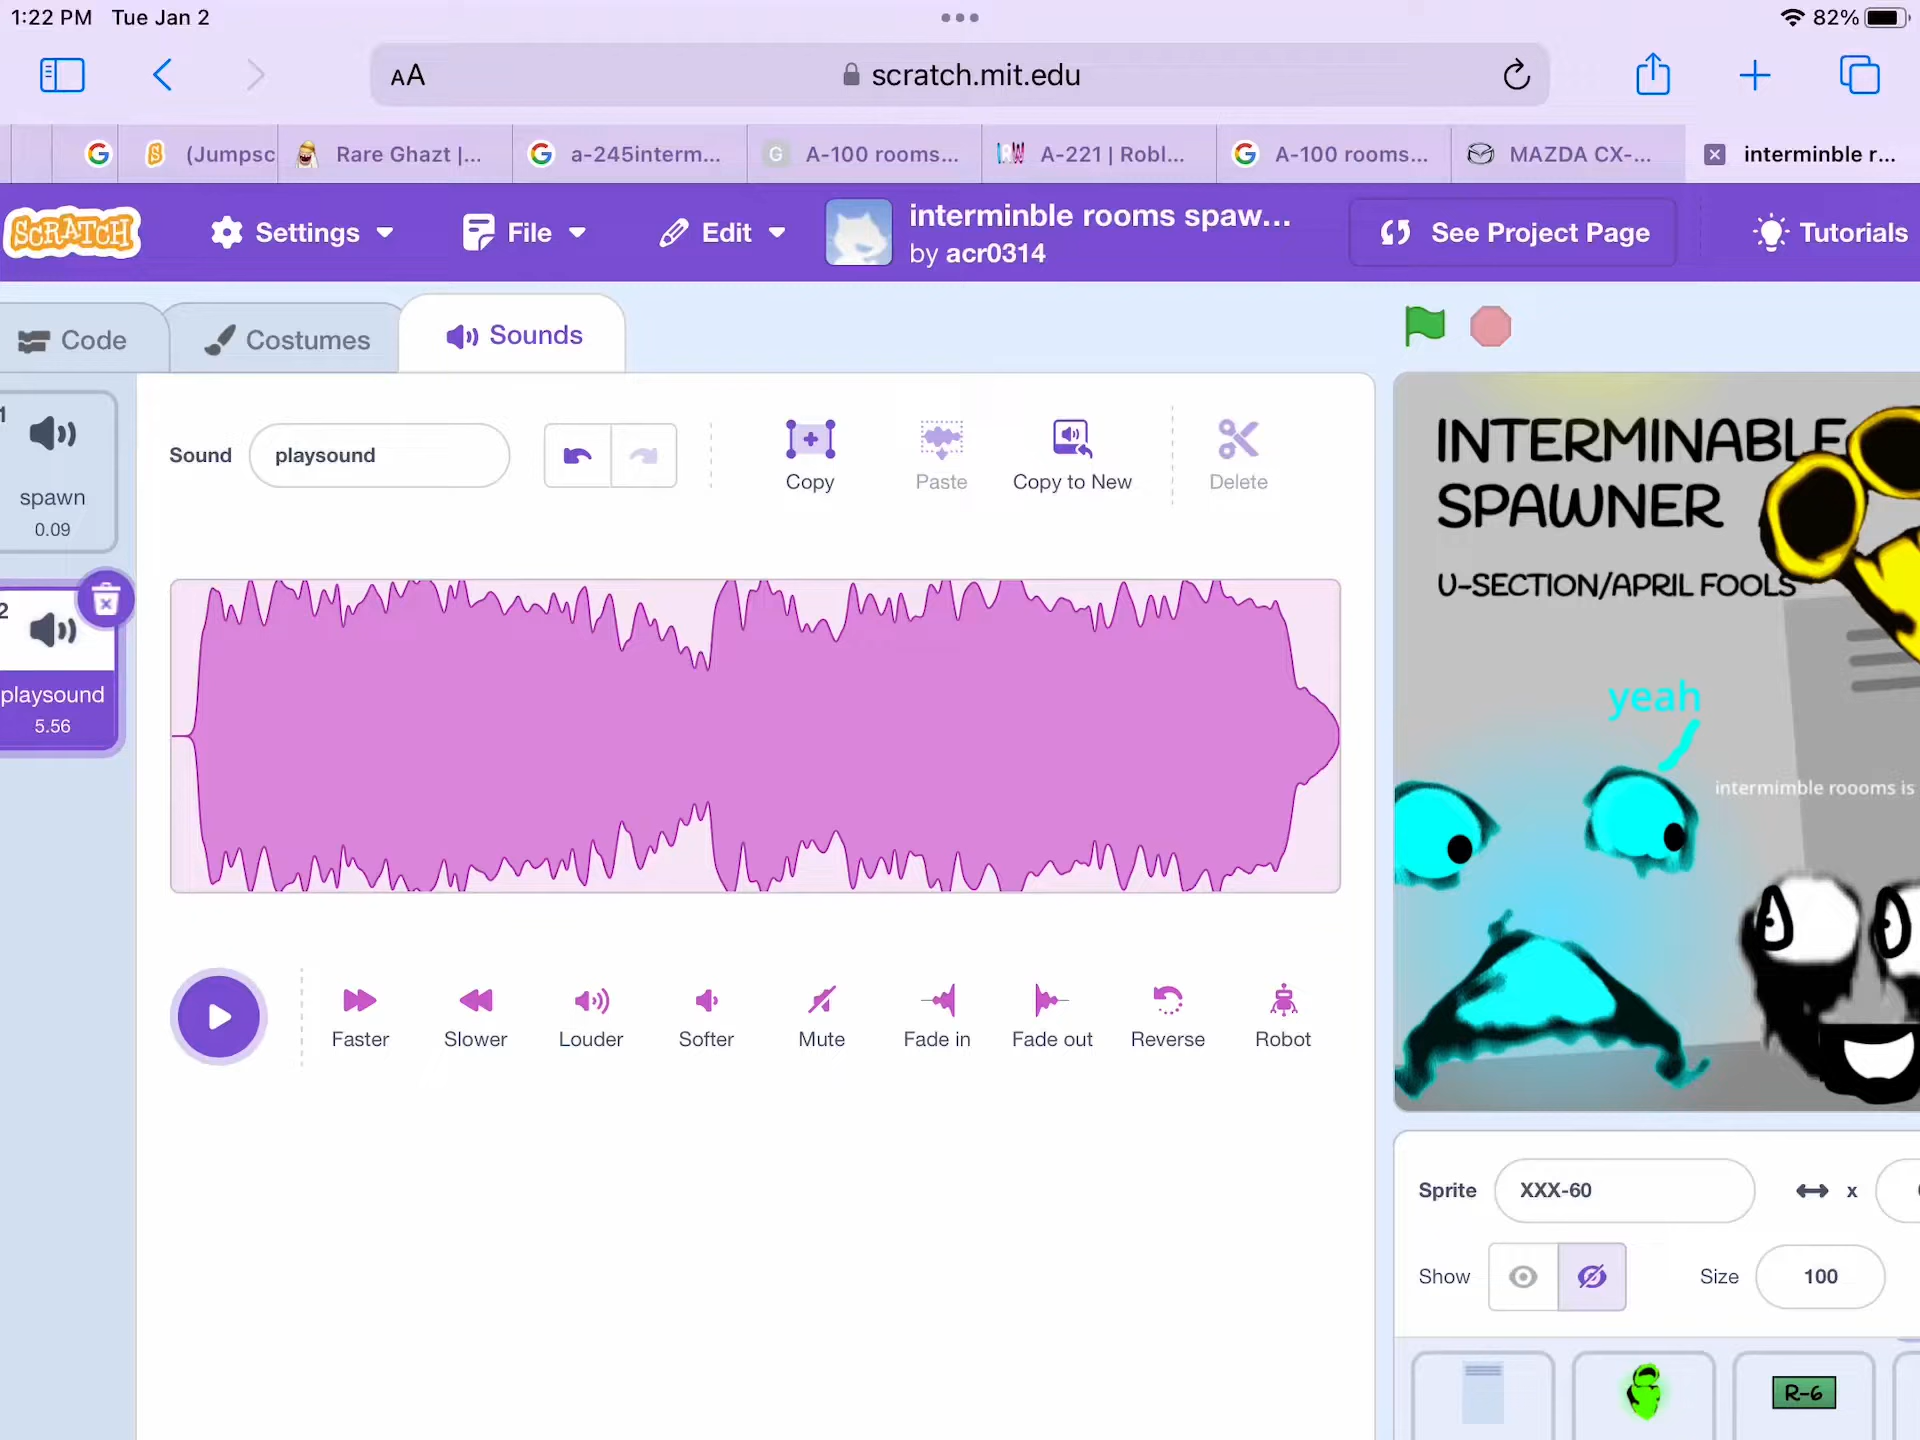 1:22 PM Tue Jan 2
82%
AA
scratch.mit.edu
(Jumpsc
Rare Ghazt |...
a-245interm...
G
A-100 rooms...
A-221 | Robl...
A-100 rooms...
MAZDA CX-...
interminble r...
SCRATCH
Settings
File
Edit
interminble rooms spaw...
by acr0314
See Project Page
Tutorials
Code
Costumes
Sounds
1
spawn
0.09
2
playsound
5.56
Sound
playsound
Copy
Paste
Copy to New
Delete
Faster
Slower
Louder
Softer
Mute
Fade in
Fade out
Reverse
Robot
INTERMINABLE
SPAWNER
U-SECTION/APRIL FOOLS
yeah
intermimble roooms is
Sprite
XXX-60
x
Show
Size
100
R-6